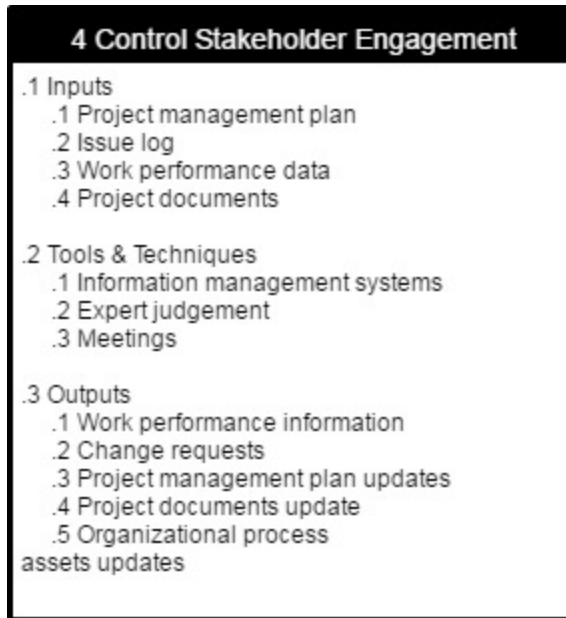 4 Control Stakeholder Engagement
.1 Inputs
.1 Project management plan
.2 Issue log
.3 Work performance data
.4 Project documents
.2 Tools & Techniques
.1 Information management systems
.2 Expert judgement
.3 Meetings
.3 Outputs
.1 Work performance information
.2 Change requests
.3 Project management plan updates
.4 Project documents update
.5 Organizational process
assets updates